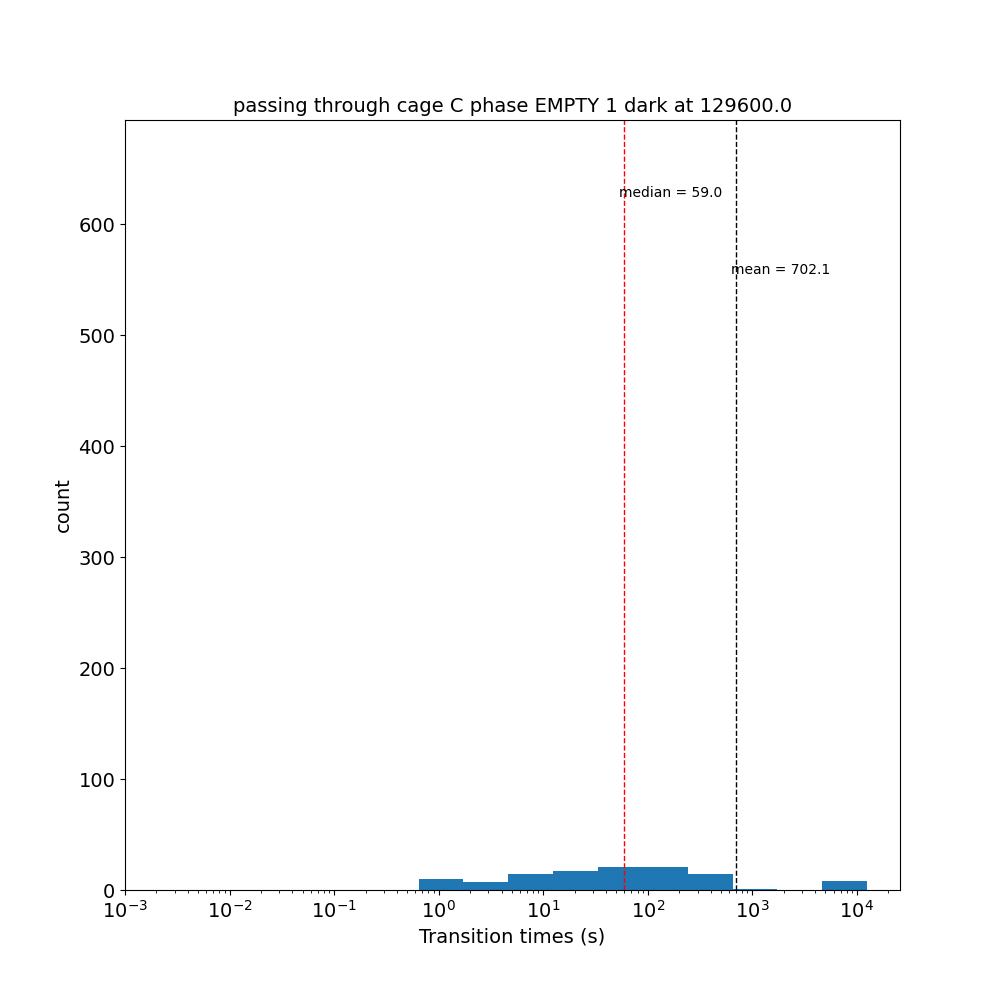 passing through cage C phase EMPTY 1 dark at 129600.0
median = 59.0
mean = 702.1
600
500
400
300
200
100
0
count
10⁻³ 10⁻² 10⁻¹ 10⁰ 10¹ 10² 10³ 10⁴
Transition times (s)